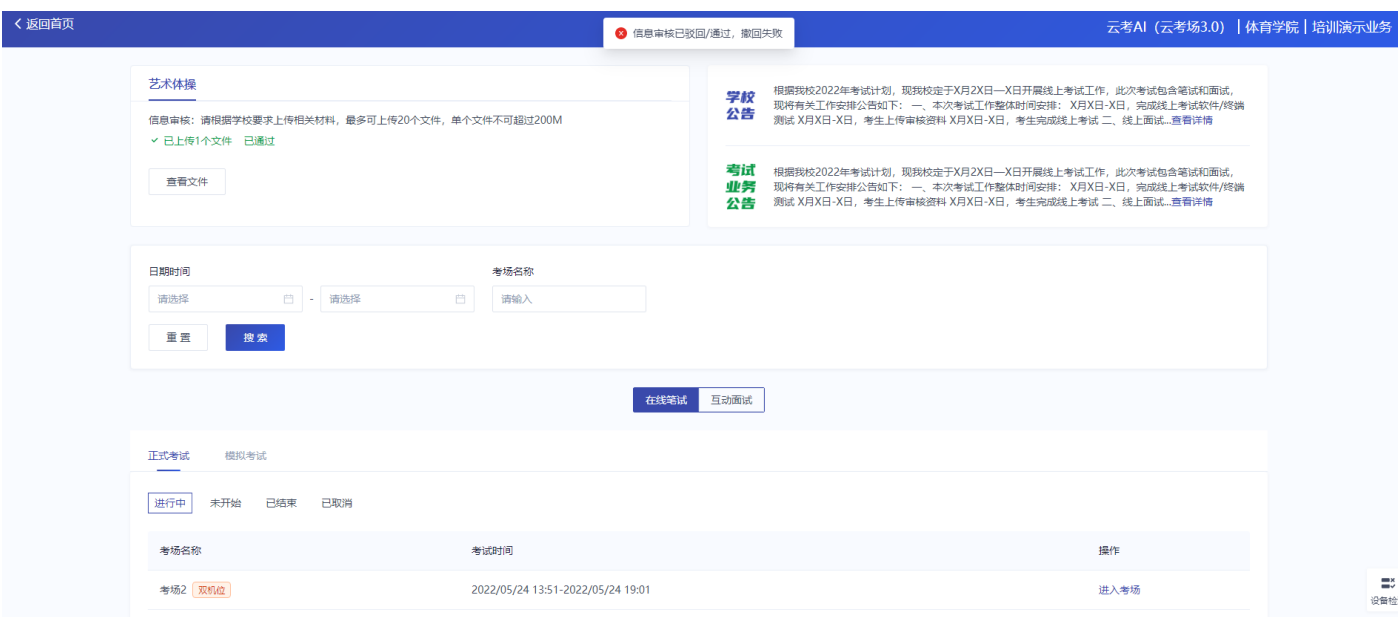 返回首页
信息审核已驳回/通过，撤回失败
云考AI（云考场3.0）｜体育学院｜培训演示业务
艺术体操
信息审核：请根据学校要求上传相关材料，最多可上传20个文件，单个文件不可超过200M
已上传1个文件 已通过
查看文件
学校
公告
根据我校2022年考试计划，现我校定于X月2X日—X日开展线上考试工作，此次考试包含笔试和面试，
现将有关工作安排公告如下： 一、本次考试工作整体时间安排： X月X日-X日，完成线上考试软件/终端
测试 X月X日-X日，考生上传审核资料 X月X日-X日，考生完成线上考试 二、线上面试...查看详情
考试
业务
公告
根据我校2022年考试计划，现我校定于X月2X日—X日开展线上考试工作，此次考试包含笔试和面试，
现将有关工作安排公告如下： 一、本次考试工作整体时间安排： X月X日-X日，完成线上考试软件/终端
测试 X月X日-X日，考生上传审核资料 X月X日-X日，考生完成线上考试 二、线上面试...查看详情
日期时间 考场名称
请选择 - 请选择 请输入
重置 搜索
在线笔试 互动面试
正式考试 模拟考试
进行中 未开始 已结束 已取消
考场名称 考试时间 操作
考场2 双机位 2022/05/24 13:51-2022/05/24 19:01 进入考场
设备检